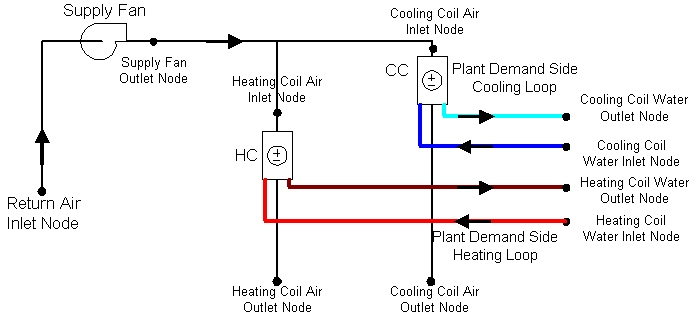 Supply Fan
Cooling Coil Air
Inlet Node
Supply Fan
Outlet Node
CC
Plant Demand Side
Cooling Loop
Heating Coil Air
Inlet Node
Cooling Coil Water
Outlet Node
HC
Cooling Coil
Water Inlet Node
Heating Coil Water
Outlet Node
Return Air
Inlet Node
Heating Coil
Water Inlet Node
Plant Demand Side
Heating Loop
Heating Coil Air
Outlet Node
Cooling Coil Air
Outlet Node